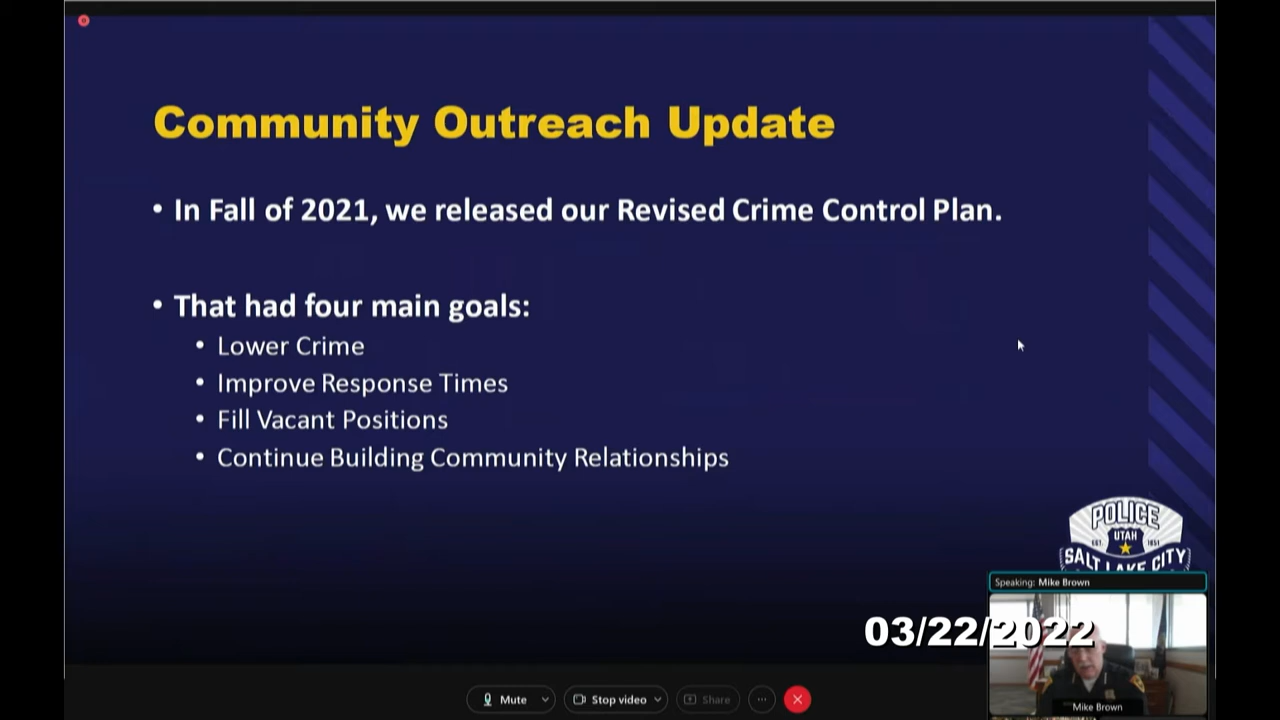 Community Outreach Update
• In Fall of 2021, we released our Revised Crime Control Plan.
• That had four main goals:
• Lower Crime
• Improve Response Times
• Fill Vacant Positions
• Continue Building Community Relationships
POLICE
EST. UTAH 1851
SALT LAKE CITY
Speaking: Mike Brown
03/22/2022
Mike Brown
Mute
Stop video
Share